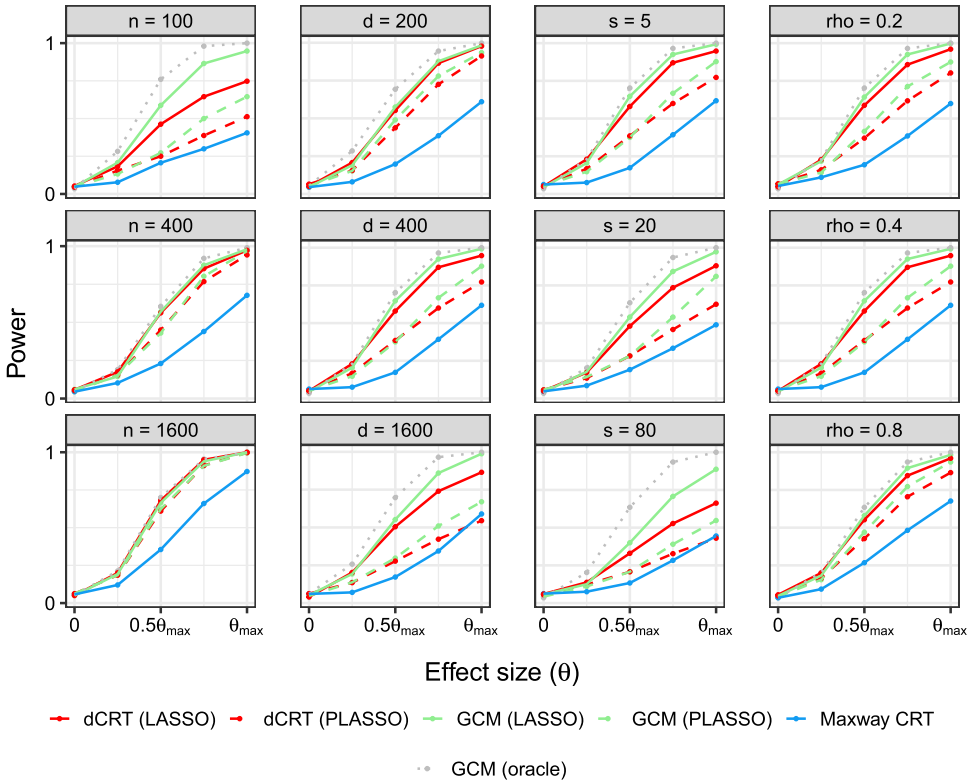 n = 100
d = 200
s = 5
rho = 0.2
1
0
n = 400
d = 400
s = 20
rho = 0.4
1
0
Power
n = 1600
d = 1600
s = 80
rho = 0.8
1
0
0 0.5θmax θmax
0 0.5θmax θmax
0 0.5θmax θmax
0 0.5θmax θmax
Effect size (θ)
dCRT (LASSO) dCRT (PLASSO) GCM (LASSO) GCM (PLASSO) Maxway CRT
GCM (oracle)